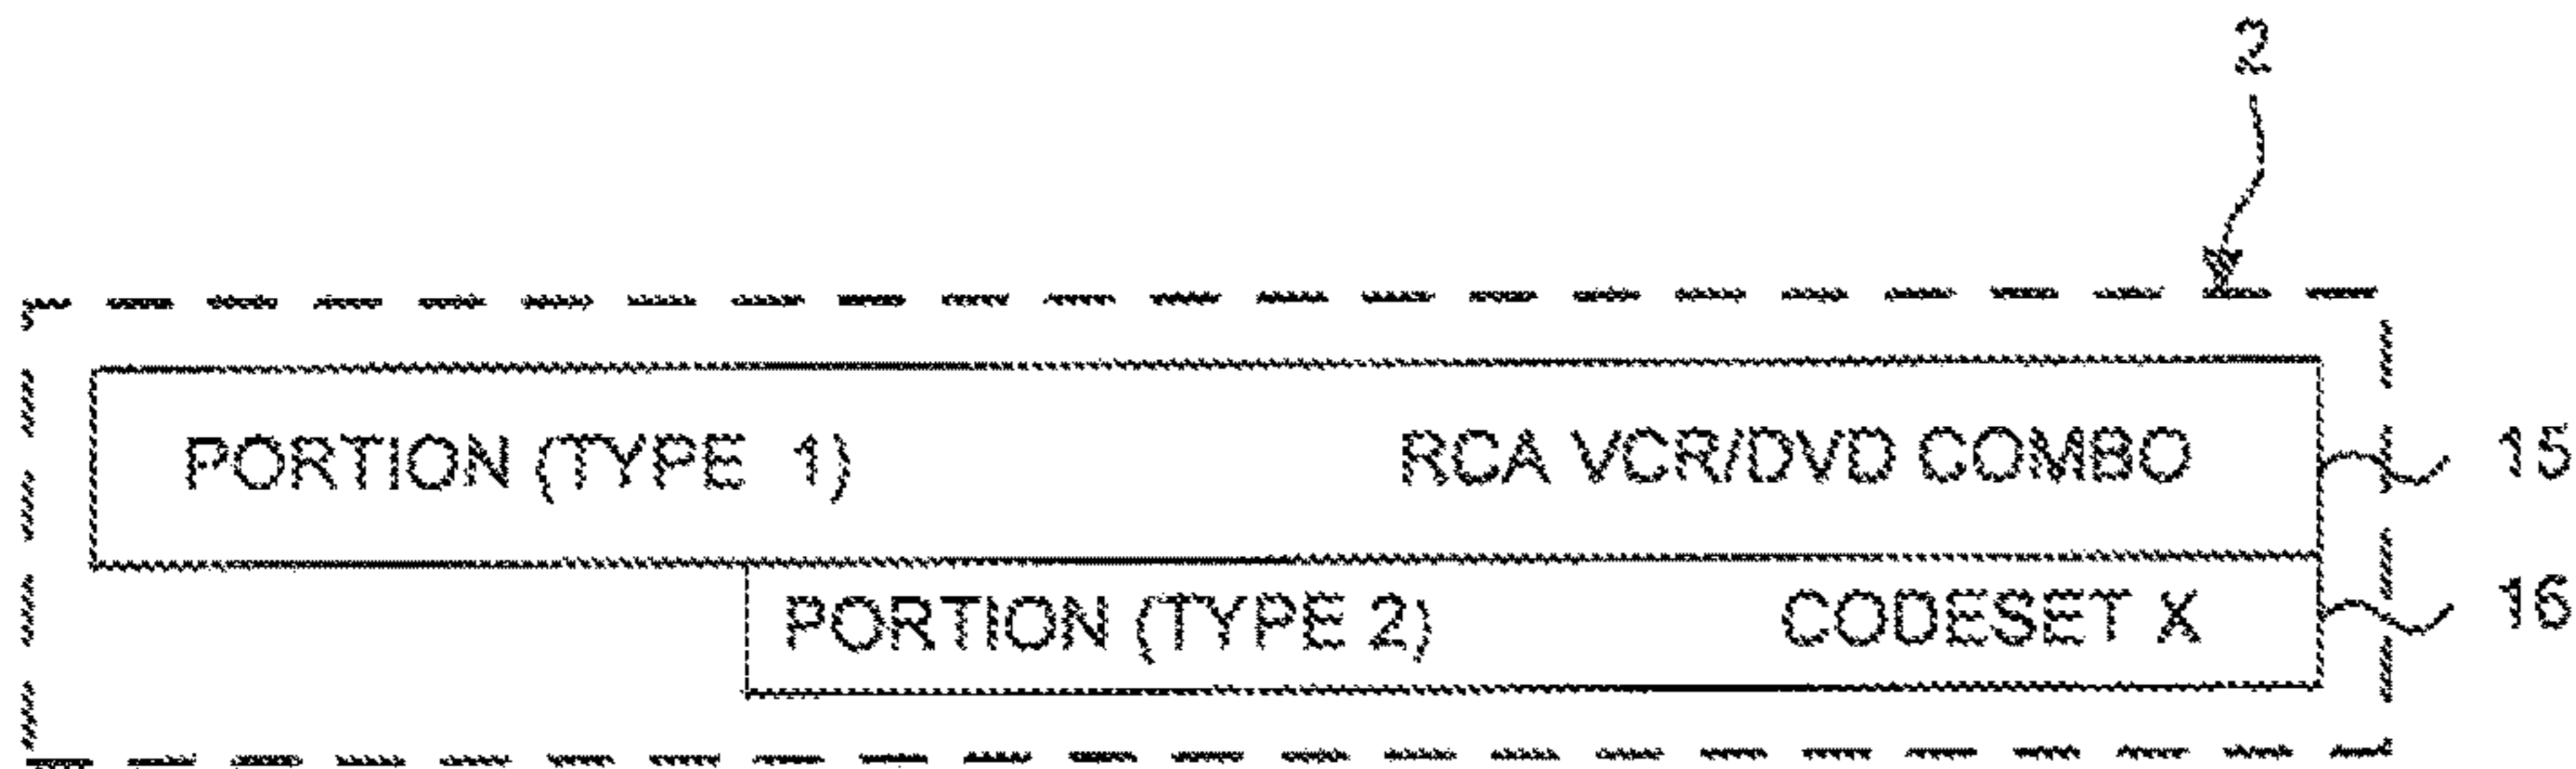 2
PORTION (TYPE 1) RCA VCR/DVD COMBO 15
PORTION (TYPE 2) CODESET X 16